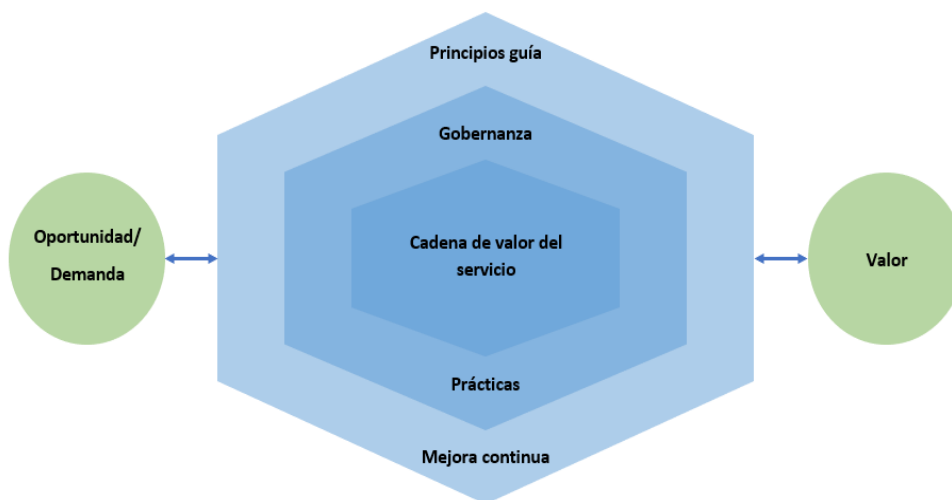 Principios guía
Gobernanza
Oportunidad/
Demanda
Cadena de valor del
servicio
Valor
Prácticas
Mejora continua